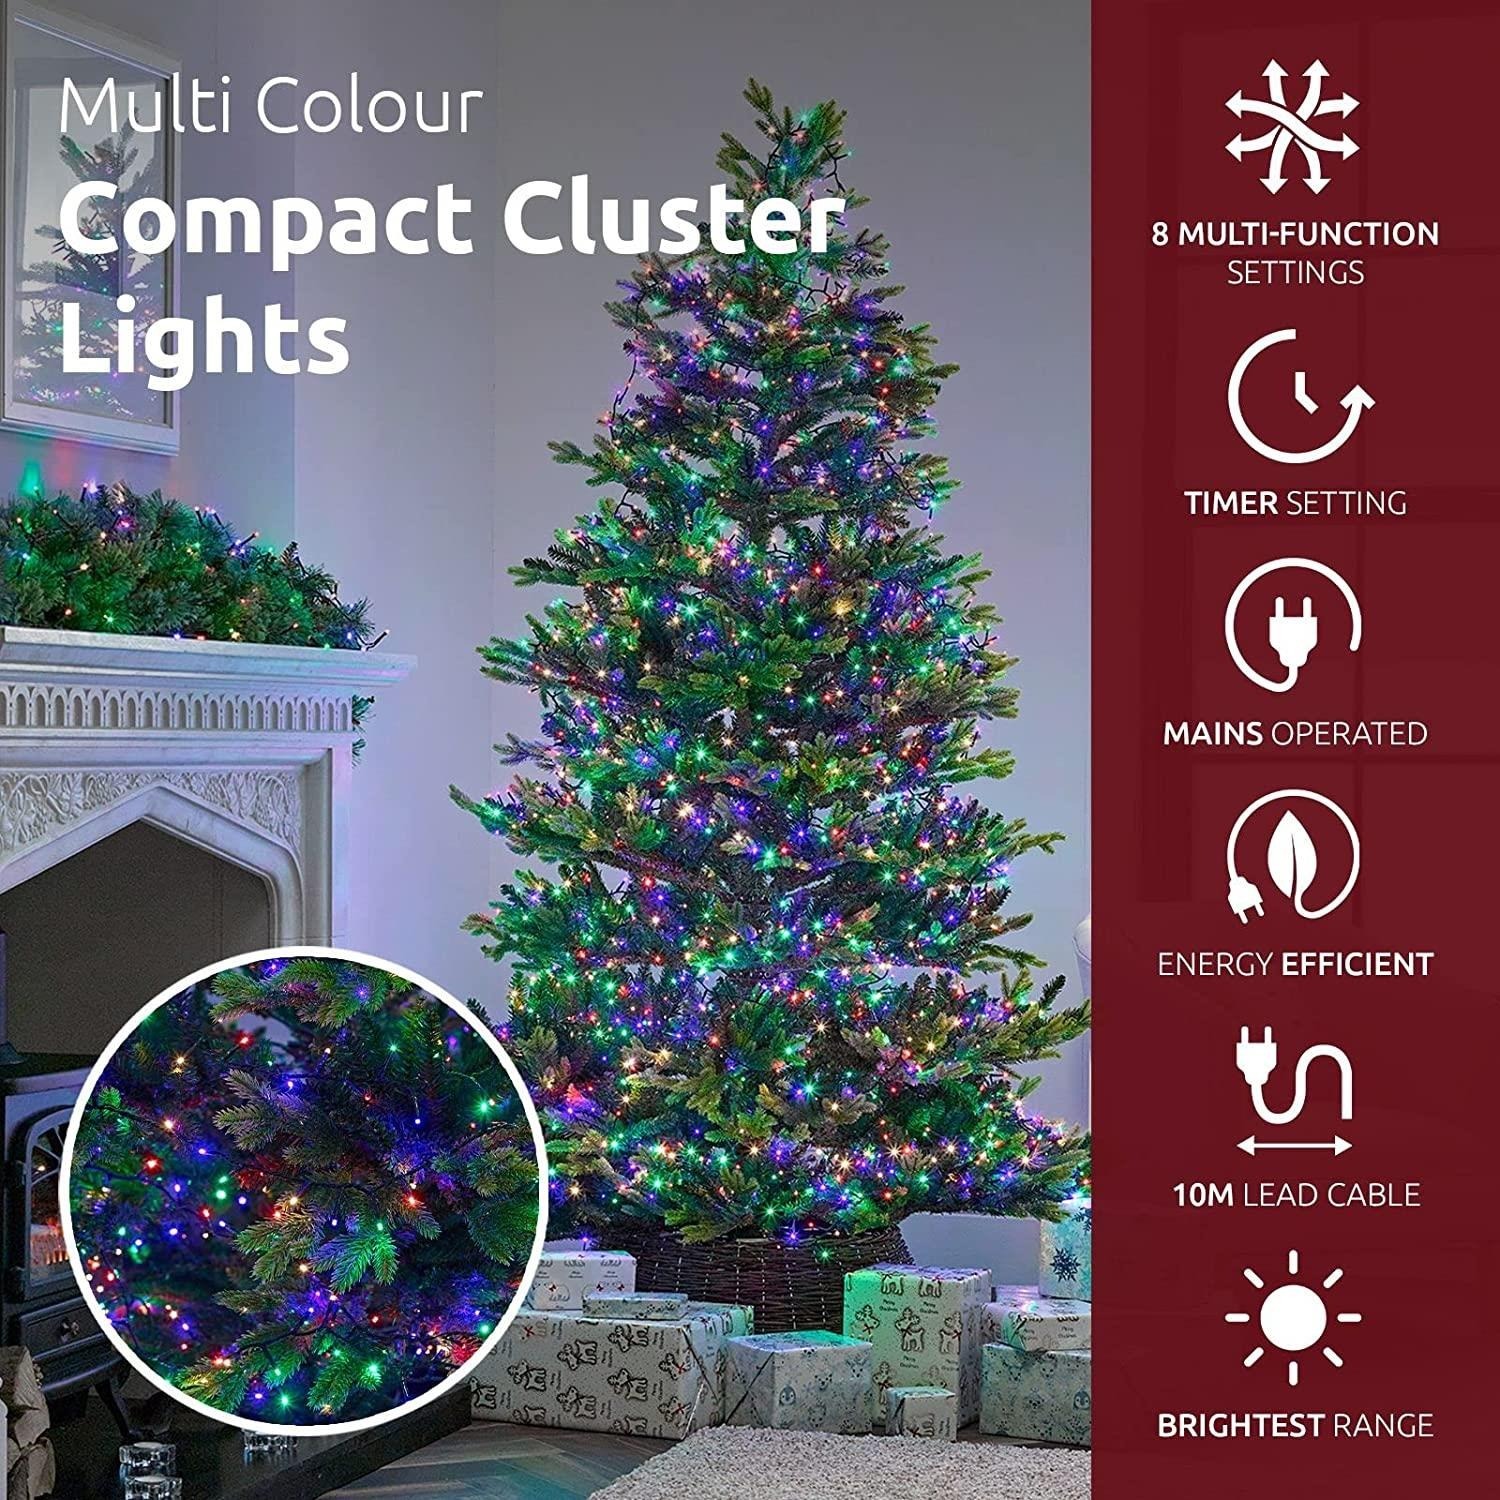 Multi Colour
Compact Cluster
Lights
8 MULTI-FUNCTION
SETTINGS
TIMER SETTING
MAINS OPERATED
ENERGY EFFICIENT
10M LEAD CABLE
BRIGHTEST RANGE